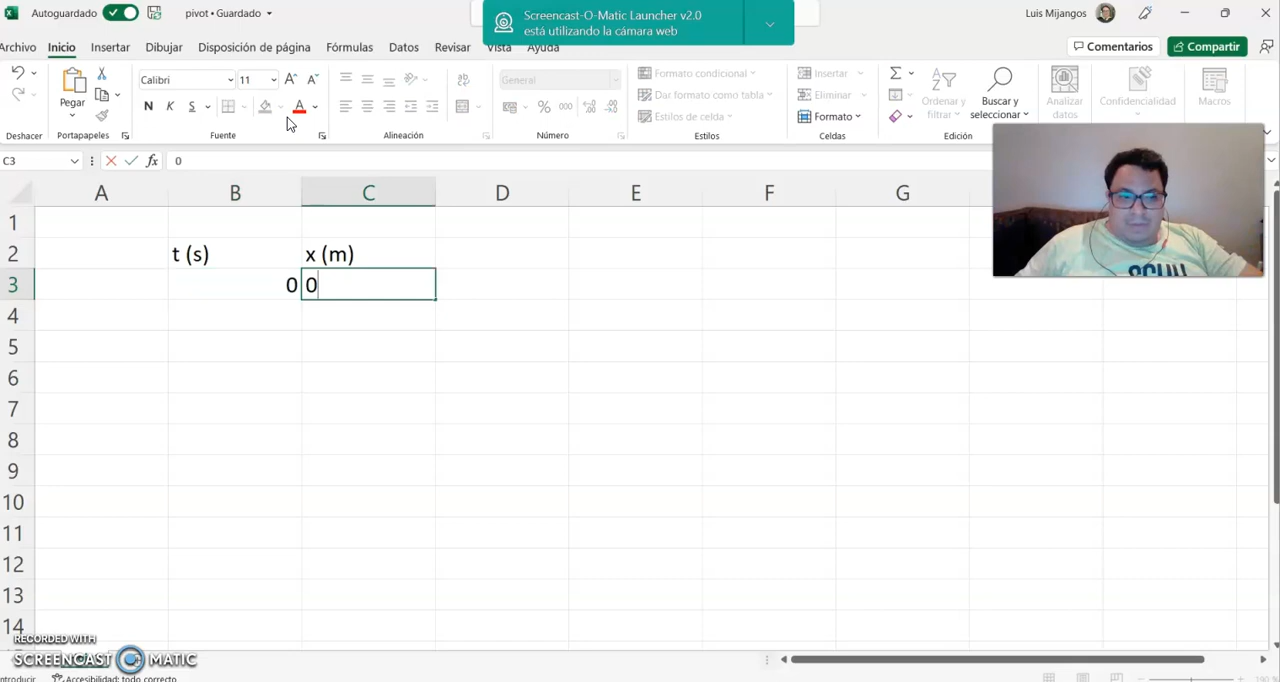 Autoguardado
pivot • Guardado
Screencast-O-Matic Launcher v2.0
está utilizando la cámara web
Luis Mijangos
Archivo Inicio Insertar Dibujar Disposición de página Fórmulas Datos Revisar Vista Ayuda
Comentarios Compartir
Pegar
Calibri 11
N K S
General
% 000
Formato condicional
Dar formato como tabla
Estilos de celda
Insertar
Eliminar
Formato
Ordenar y filtrar
Buscar y seleccionar
Analizar datos
Confidencialidad
Macros
Deshacer Portapapeles Fuente Alineación Número Estilos Celdas Edición
C3 fx 0
A B C D E F G
1
2 t (s) x (m)
3 0 0
4
5
6
7
8
9
10
11
12
13
14
RECORDED WITH
SCREENCAST MATIC
Accesibilidad: todo correcto
190 %